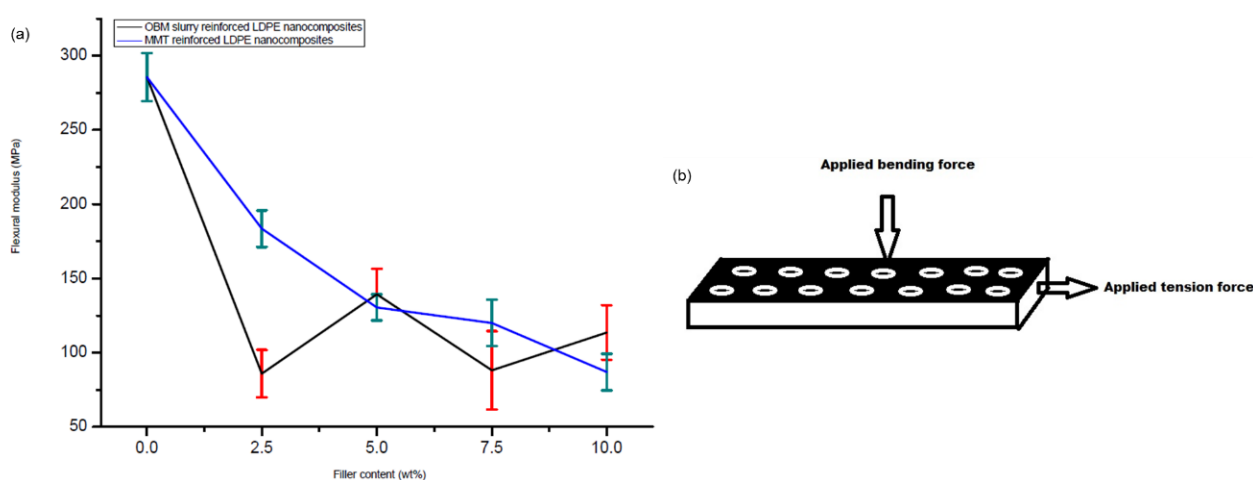 (a)
OBM slurry reinforced LDPE nanocomposites
MMT reinforced LDPE nanocomposites
300
250
200
150
100
50
Flexural modulus (MPa)
0.0 2.5 5.0 7.5 10.0
Filler content (wt%)
(b)
Applied bending force
Applied tension force